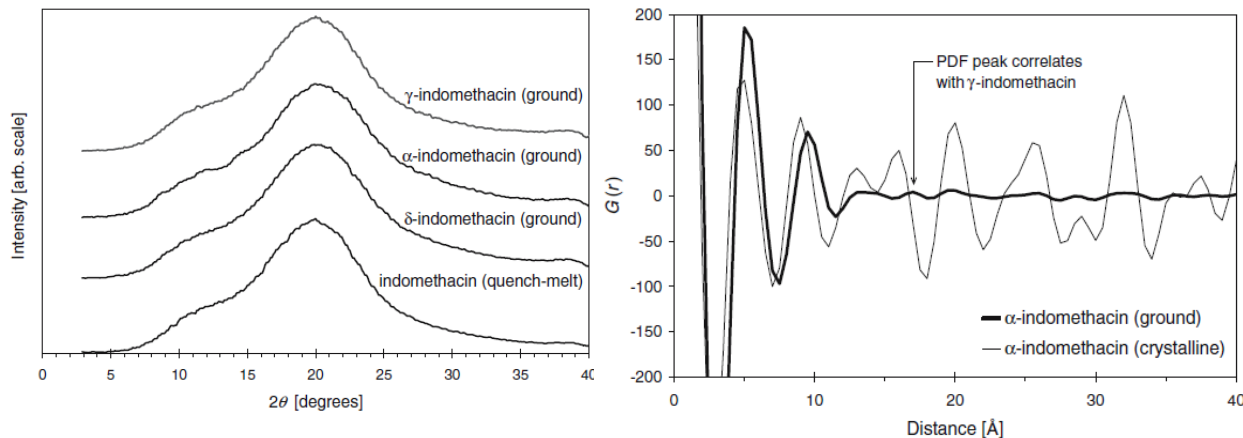 Intensity [arb. scale]
γ-indomethacin (ground)
α-indomethacin (ground)
δ-indomethacin (ground)
indomethacin (quench-melt)
0 5 10 15 20 25 30 35 40
2θ [degrees]
G(r)
200
150
100
50
0
-50
-100
-150
-200
PDF peak correlates
with γ-indomethacin
α-indomethacin (ground)
α-indomethacin (crystalline)
0 10 20 30 40
Distance [Å]